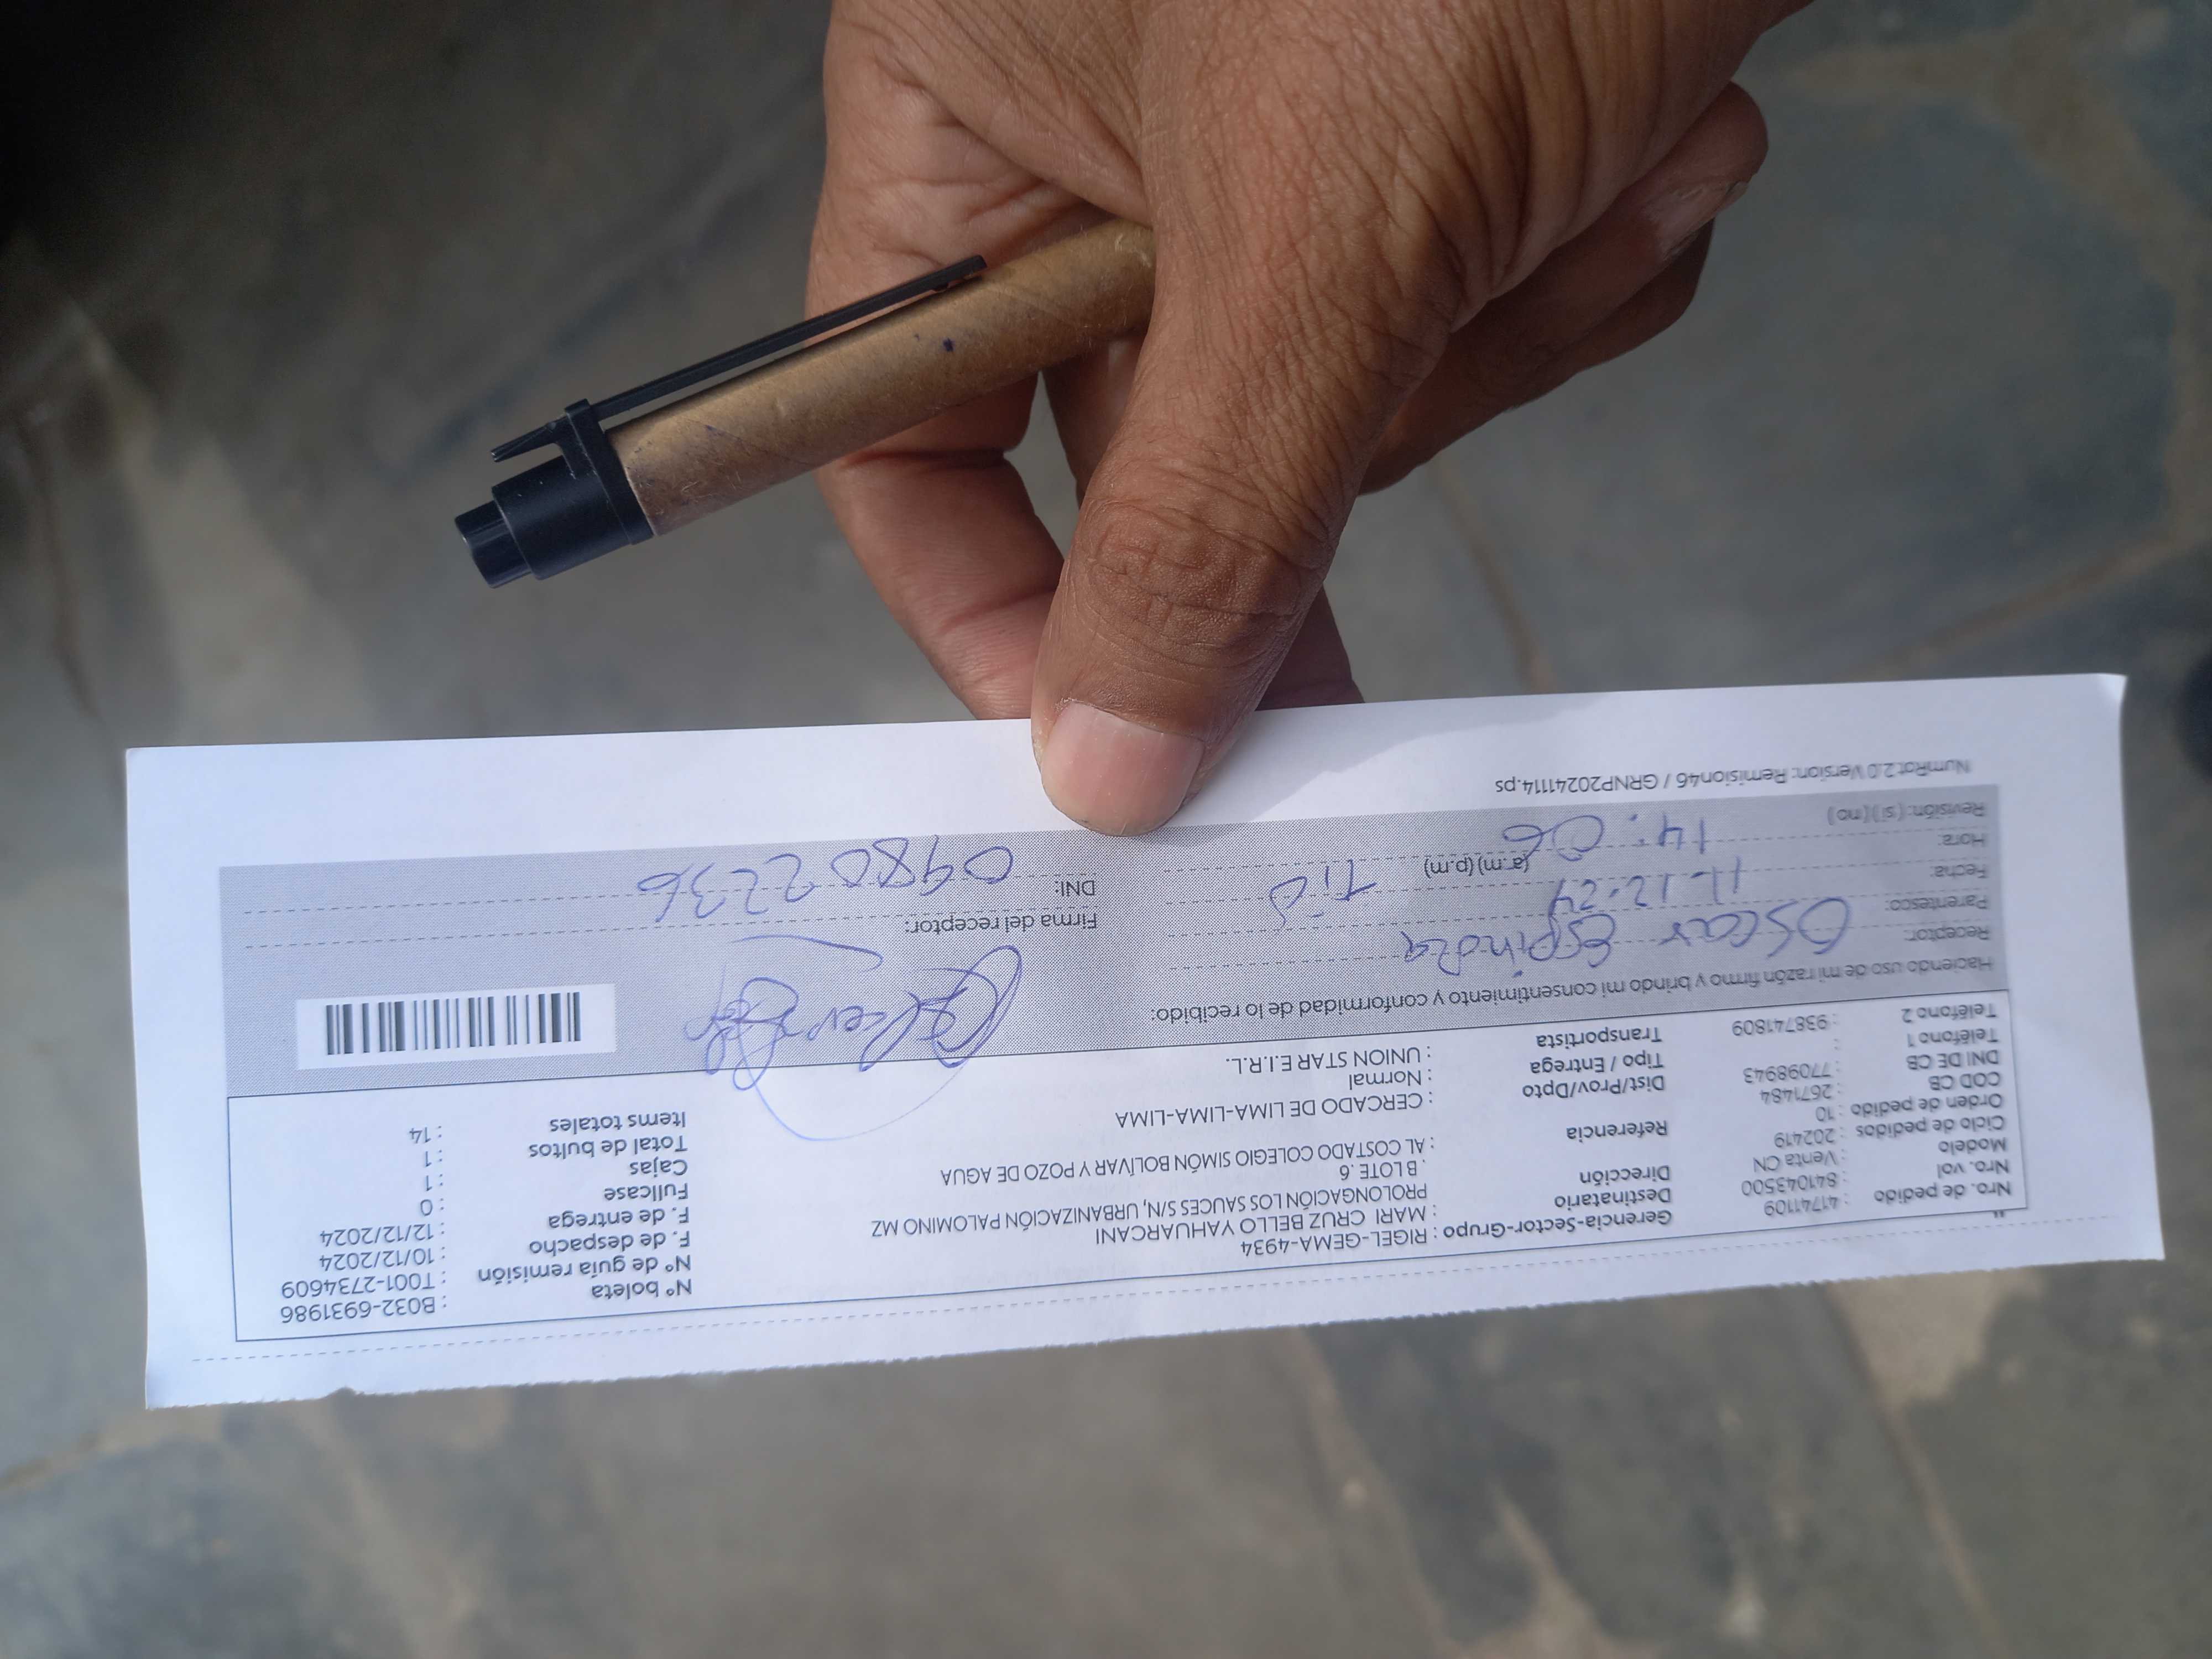 Nro. de pedido : 41741109
Nro. vol : 841043500
Modelo : Venta CN
Ciclo de pedidos : 202419
Orden de pedido : 10
COD CB : 2671484
DNI DE CB : 77098943
Teléfono 1 :
Teléfono 2 : 938741809
Gerencia-Sector-Grupo : RIGEL-GEMA-4934
Destinatario : MARI CRUZ BELLO YAHUARCANI
Dirección PROLONGACIÓN LOS SAUCES S/N, URBANIZACIÓN PALOMINO MZ
. B LOTE .6
Referencia : AL COSTADO COLEGIO SIMÓN BOLÍVAR Y POZO DE AGUA
Dist/Prov/Dpto : CERCADO DE LIMA-LIMA-LIMA
Tipo / Entrega : Normal
Transportista : UNION STAR E.I.R.L.
N° boleta : B032-6931986
N° de guía remisión : T001-2734609
F. de despacho : 10/12/2024
F. de entrega : 12/12/2024
Fullcase : 0
Cajas : 1
Total de bultos : 1
Items totales : 14
Haciendo uso de mi razón firmo y brindo mi consentimiento y conformidad de lo recibido:
Receptor: Oscar Espinoza
Parentesco: Tio
Fecha: 11.12.24
Hora: 14:06 (a.m) (p.m)
Revisión: ( sí ) ( no )
Firma del receptor:
DNI: 09802236
NumRot 2.0 Version: Remision46 / GRNP20241114.ps